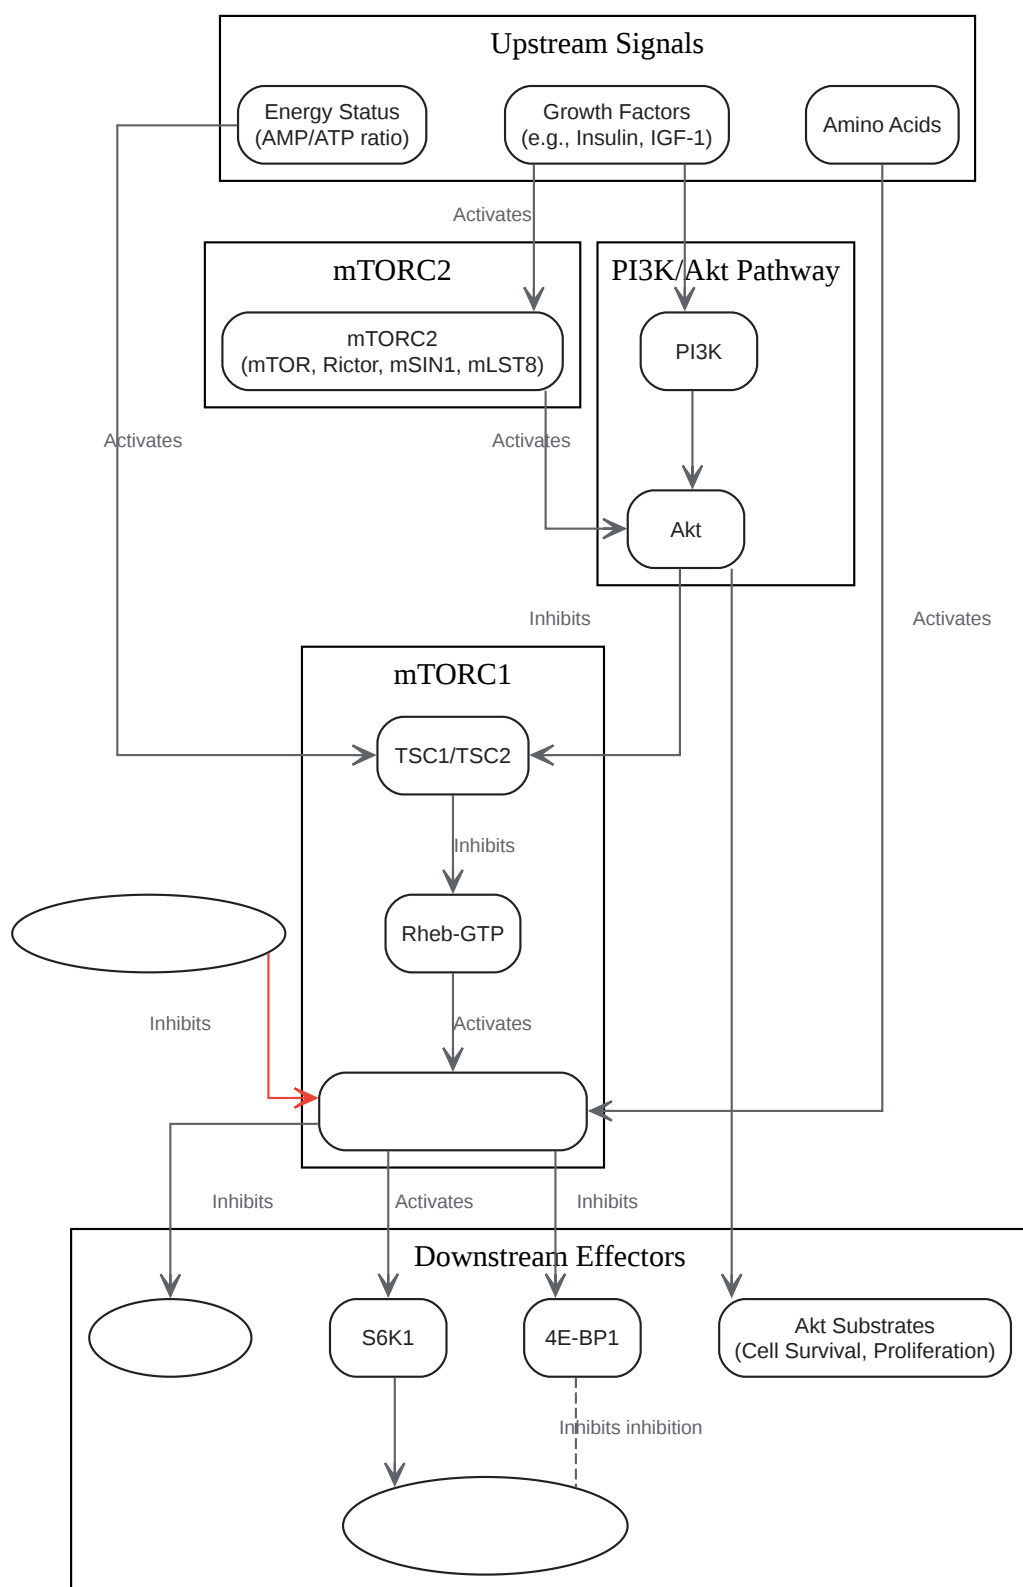 Upstream Signals
Energy Status
(AMP/ATP ratio)
Growth Factors
(e.g., Insulin, IGF-1)
Amino Acids
Activates
mTORC2
PI3K/Akt Pathway
mTORC2
(mTOR, Rictor, mSIN1, mLST8)
PI3K
Activates
Activates
Akt
Inhibits
Activates
mTORC1
TSC1/TSC2
Inhibits
Rheb-GTP
Inhibits
Activates
Inhibits
Activates
Inhibits
Downstream Effectors
S6K1
4E-BP1
Akt Substrates
(Cell Survival, Proliferation)
Inhibits inhibition